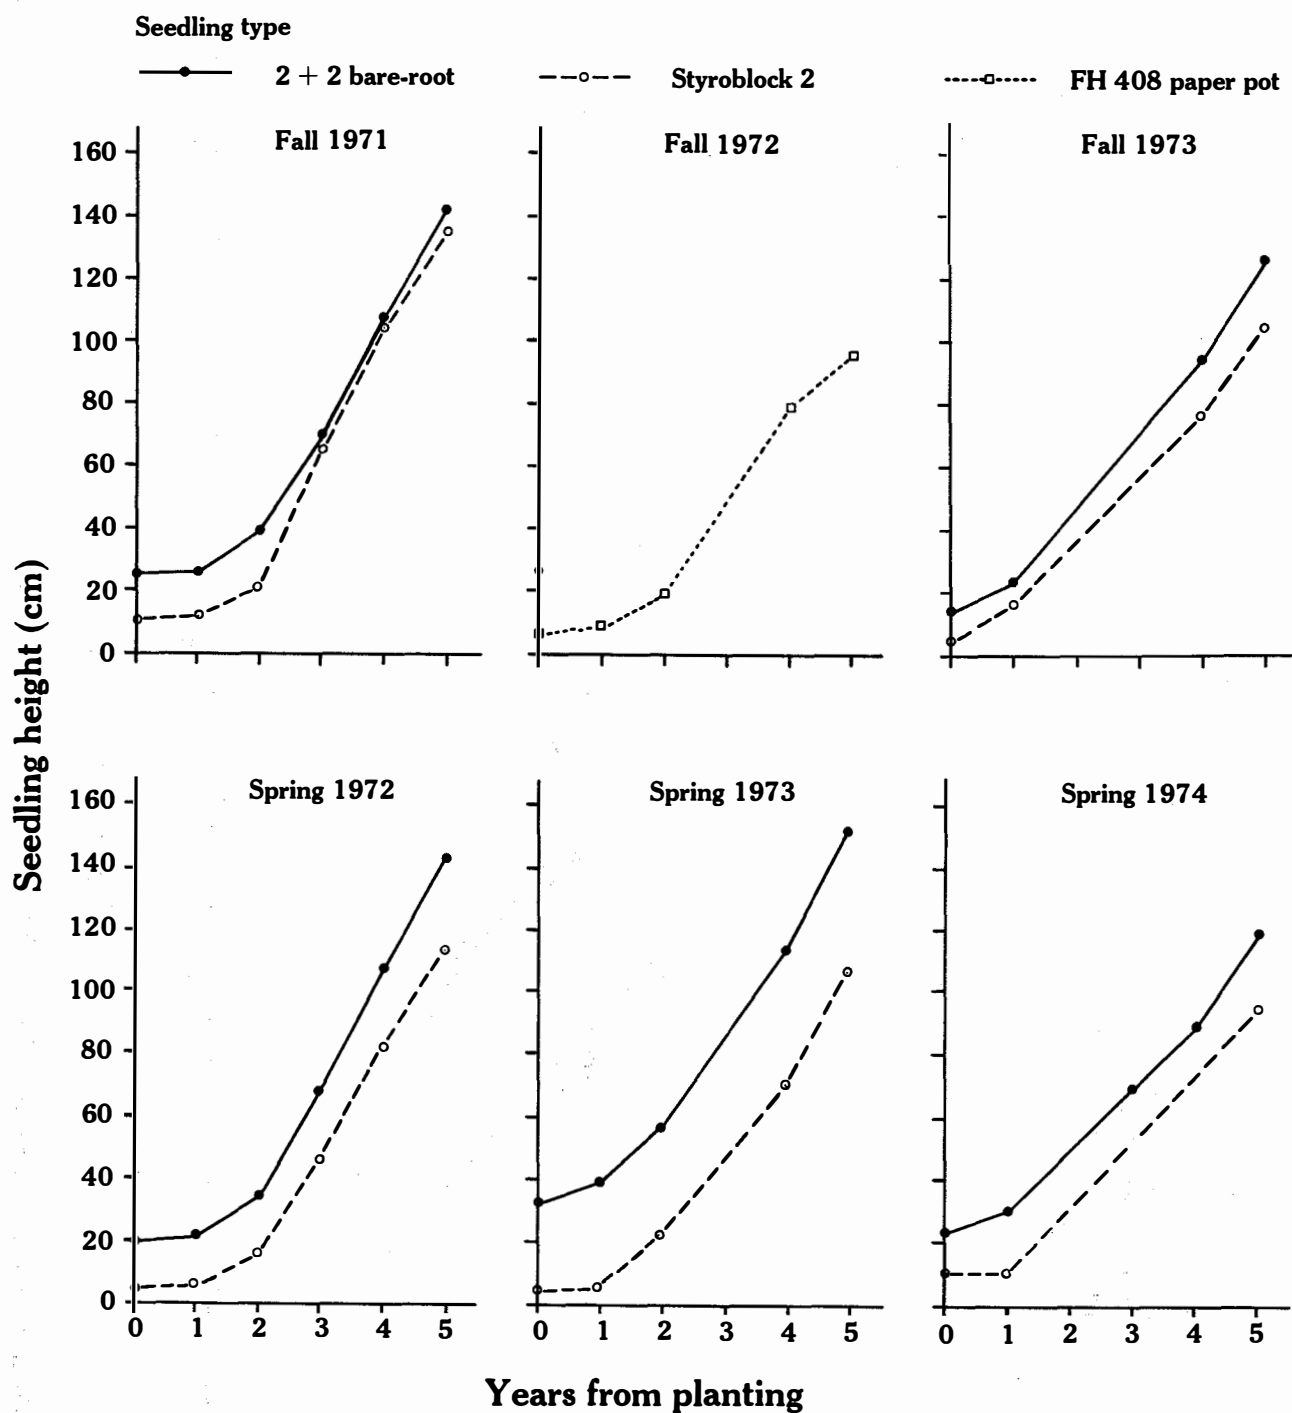 Seedling type
2 + 2 bare-root
Styroblock 2
FH 408 paper pot
Fall 1971
Fall 1972
Fall 1973
160
140
120
100
80
60
40
20
0
Seedling height (cm)
Spring 1972
Spring 1973
Spring 1974
160
140
120
100
80
60
40
20
0
0 1 2 3 4 5
0 1 2 3 4 5
0 1 2 3 4 5
Years from planting